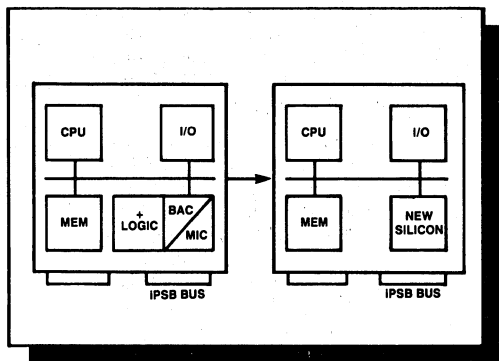 CPU
I/O
MEM
+
LOGIC
BAC
MIC
iPSB BUS
CPU
I/O
MEM
NEW
SILICON
iPSB BUS